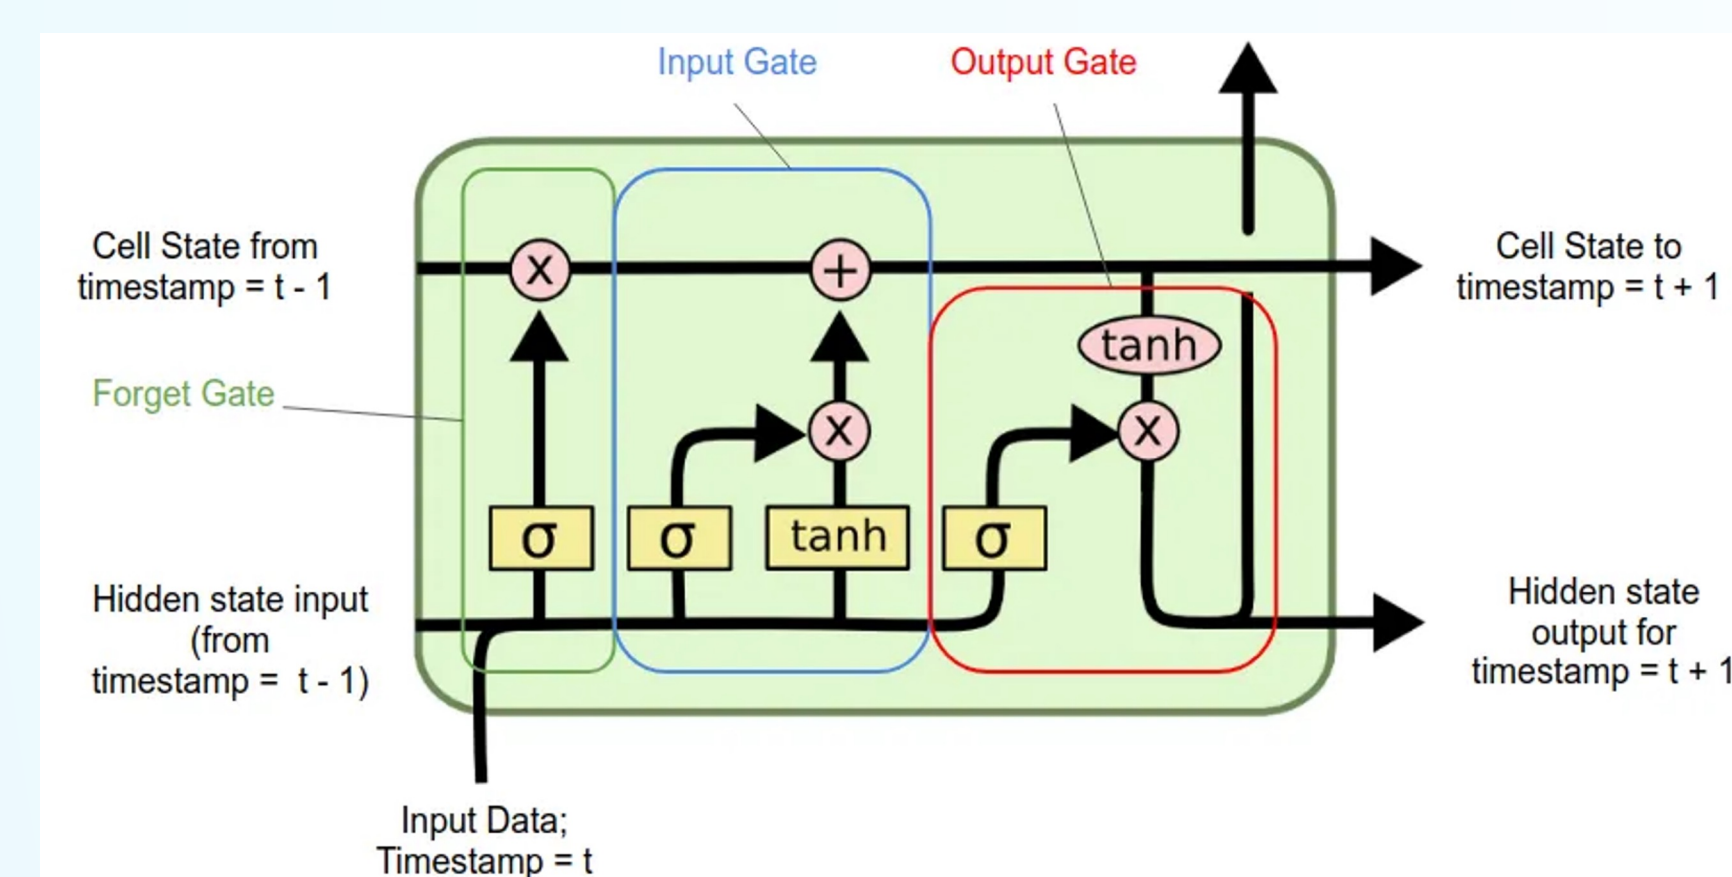 Input Gate
Output Gate
Cell State from
timestamp = t - 1
x
+
Cell State to
timestamp = t + 1
tanh
Forget Gate
x
x
σ
σ
tanh
σ
Hidden state input
(from
timestamp =  t - 1)
Hidden state
output for
timestamp = t + 1
Input Data;
Timestamp = t